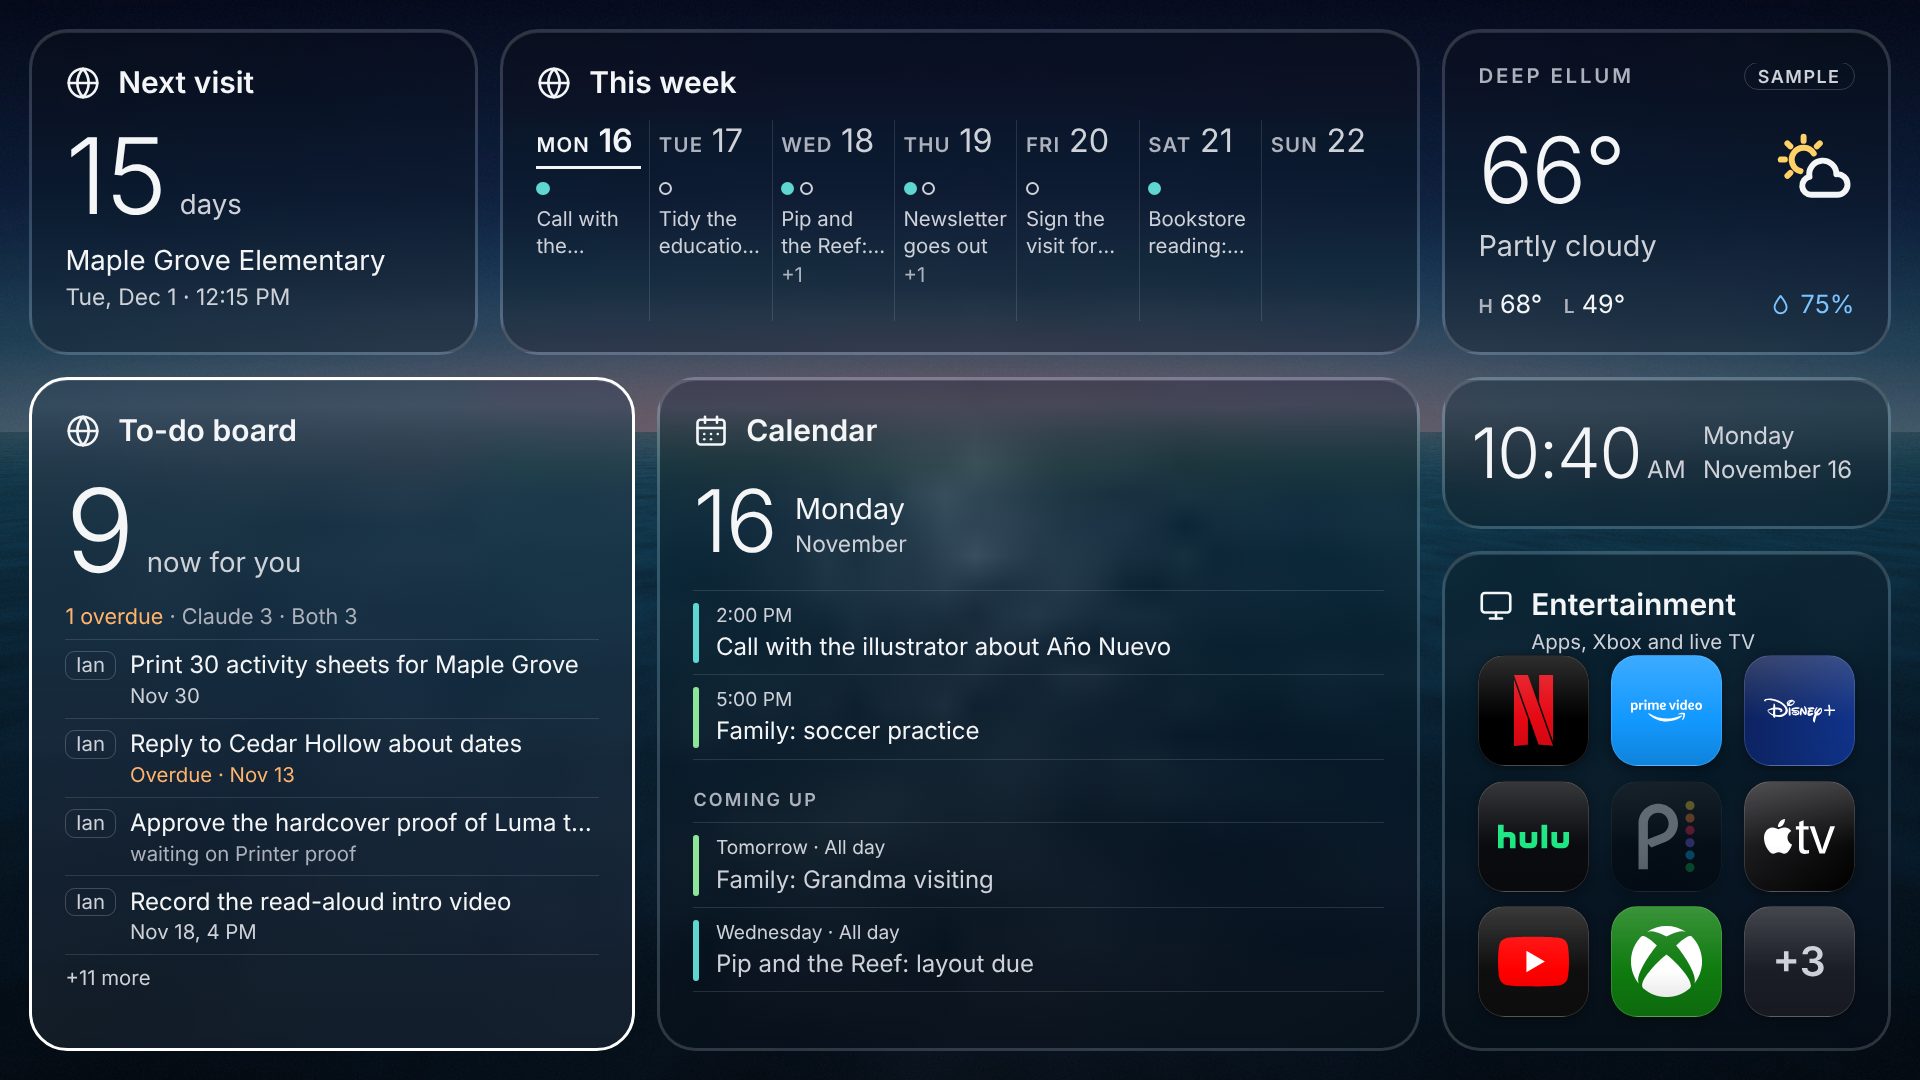 Next visit
15 days
Maple Grove Elementary
Tue, Dec 1 · 12:15 PM
This week
MON 16
Call with
the...
TUE 17
Tidy the
educatio...
WED 18
Pip and
the Reef:...
+1
THU 19
Newsletter
goes out
+1
FRI 20
Sign the
visit for...
SAT 21
Bookstore
reading:...
SUN 22
DEEP ELLUM
SAMPLE
66°
Partly cloudy
H 68° L 49°
75%
To-do board
9 now for you
1 overdue · Claude 3 · Both 3
Ian Print 30 activity sheets for Maple Grove
Nov 30
Ian Reply to Cedar Hollow about dates
Overdue · Nov 13
Ian Approve the hardcover proof of Luma t...
waiting on Printer proof
Ian Record the read-aloud intro video
Nov 18, 4 PM
+11 more
Calendar
16
Monday
November
2:00 PM
Call with the illustrator about Año Nuevo
5:00 PM
Family: soccer practice
COMING UP
Tomorrow · All day
Family: Grandma visiting
Wednesday · All day
Pip and the Reef: layout due
10:40 AM
Monday
November 16
Entertainment
Apps, Xbox and live TV
N
prime video
Disney+
hulu
P
tv
+3